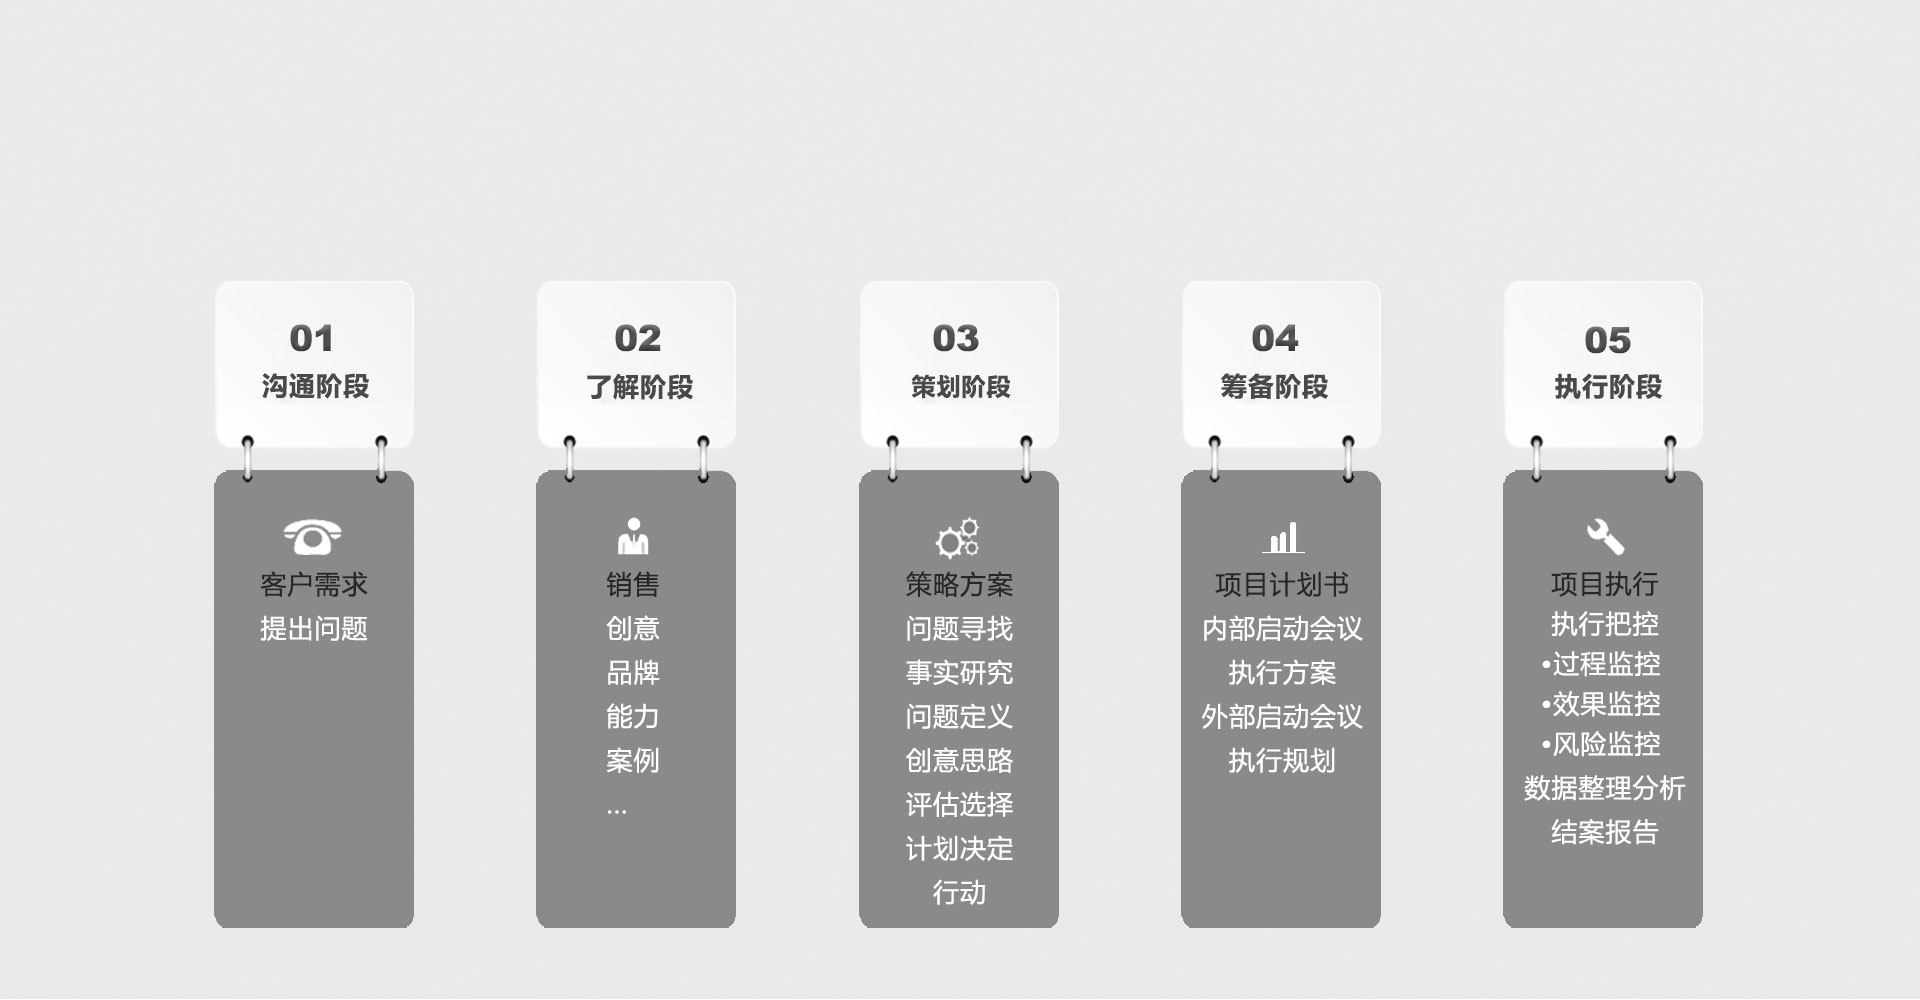 01
沟通阶段
客户需求
提出问题
02
了解阶段
销售
创意
品牌
能力
案例
...
03
策划阶段
策略方案
问题寻找
事实研究
问题定义
创意思路
评估选择
计划决定
行动
04
筹备阶段
项目计划书
内部启动会议
执行方案
外部启动会议
执行规划
05
执行阶段
项目执行
执行把控
•过程监控
•效果监控
•风险监控
数据整理分析
结案报告